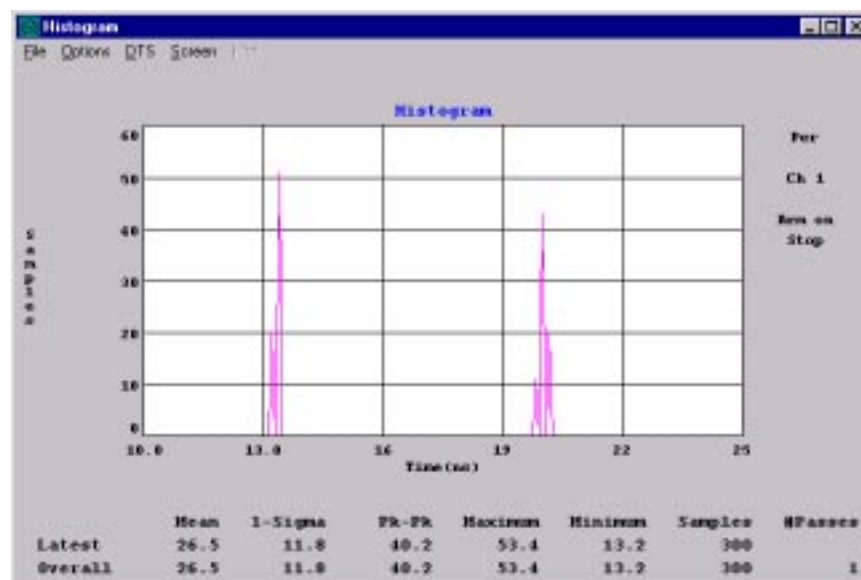 Histogram
File Options DTS Screen
Histogram
Per
Ch 1
Rem on
Stop
Samples
60
50
40
30
20
10
0
10.0 13.0 16 19 22 25
Time(ns)
Mean 1-Sigma Pk-Pk Maximum Minimum Samples #Passes
Latest 26.5 11.8 40.2 53.4 13.2 300
Overall 26.5 11.8 40.2 53.4 13.2 300 1